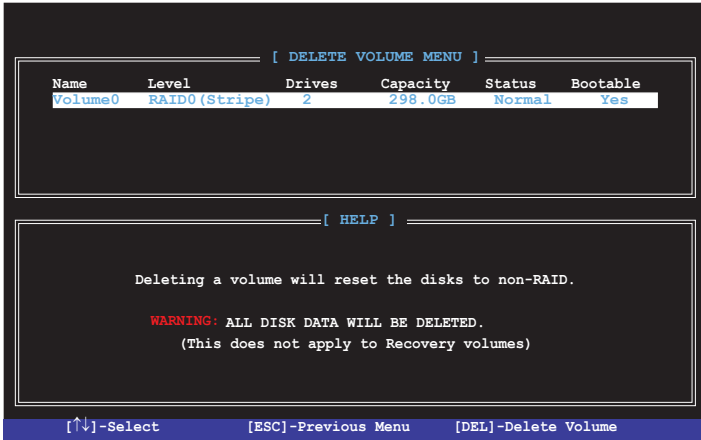 [ DELETE VOLUME MENU ]
Name Level Drives Capacity Status Bootable
Volume0 RAID0(Stripe) 2 298.0GB Normal Yes
[ HELP ]
Deleting a volume will reset the disks to non-RAID.
WARNING: ALL DISK DATA WILL BE DELETED.
(This does not apply to Recovery volumes)
[↑↓]-Select [ESC]-Previous Menu [DEL]-Delete Volume